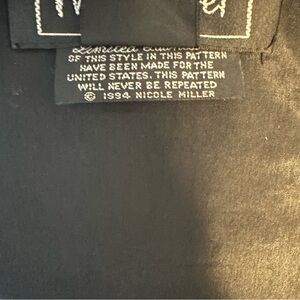 Limited
OF THIS STYLE IN THIS PATTERN
HAVE BEEN MADE FOR THE
UNITED STATES. THIS PATTERN
WILL NEVER BE REPEATED
© 1994 NICOLE MILLER